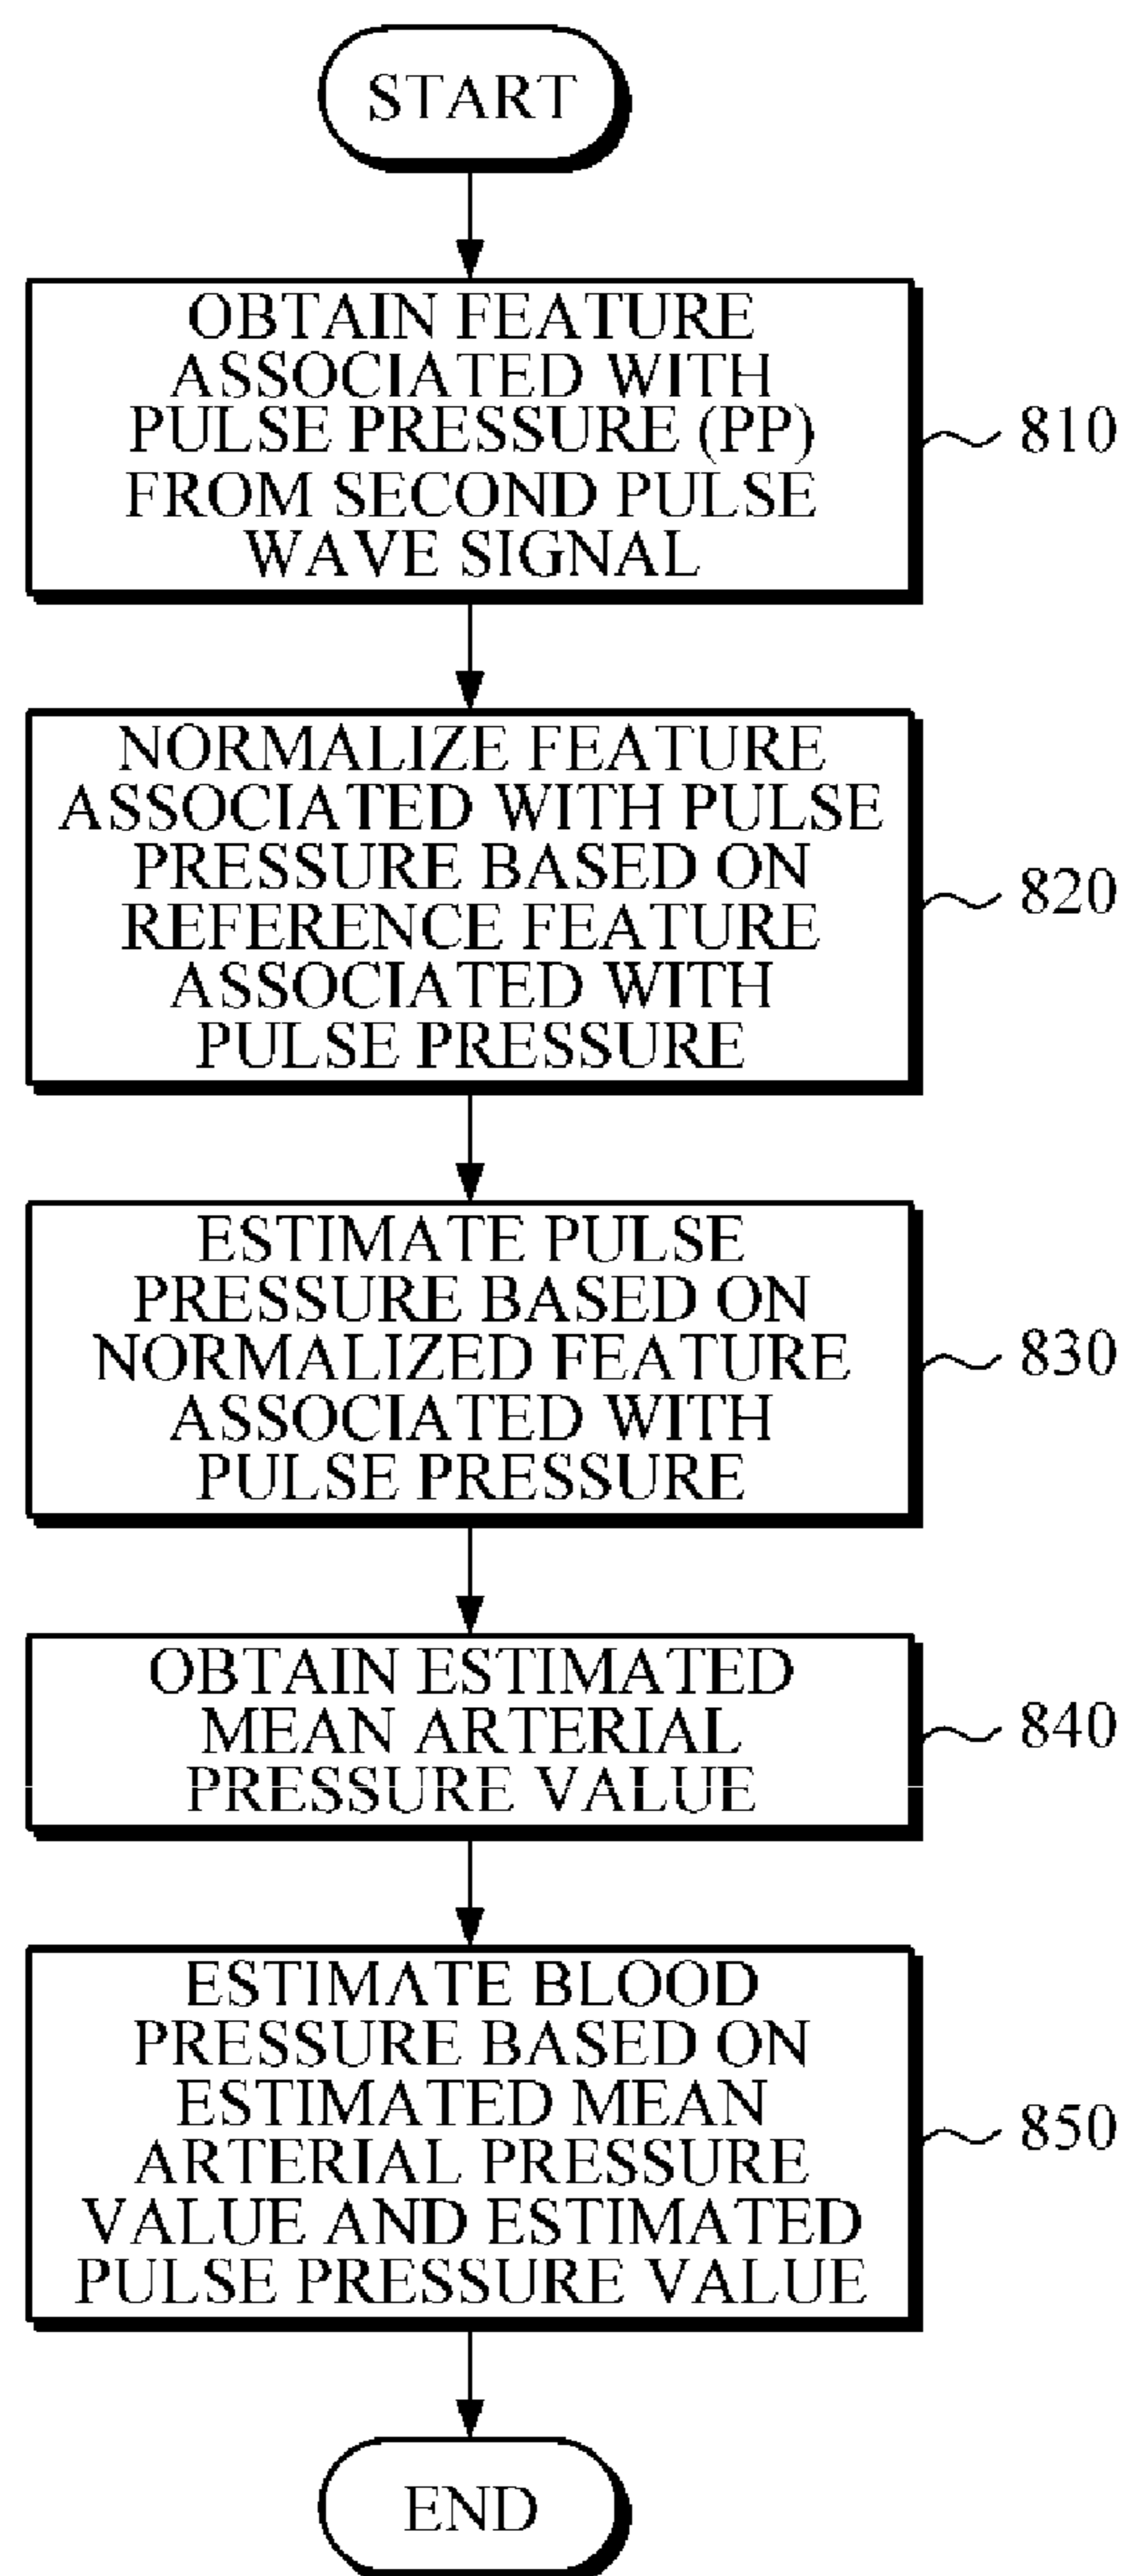 START
OBTAIN FEATURE
ASSOCIATED WITH
PULSE PRESSURE (PP)
FROM SECOND PULSE
WAVE SIGNAL
810
NORMALIZE FEATURE
ASSOCIATED WITH PULSE
PRESSURE BASED ON
REFERENCE FEATURE
ASSOCIATED WITH
PULSE PRESSURE
820
ESTIMATE PULSE
PRESSURE BASED ON
NORMALIZED FEATURE
ASSOCIATED WITH
PULSE PRESSURE
830
OBTAIN ESTIMATED
MEAN ARTERIAL
PRESSURE VALUE
840
ESTIMATE BLOOD
PRESSURE BASED ON
ESTIMATED MEAN
ARTERIAL PRESSURE
VALUE AND ESTIMATED
PULSE PRESSURE VALUE
850
END